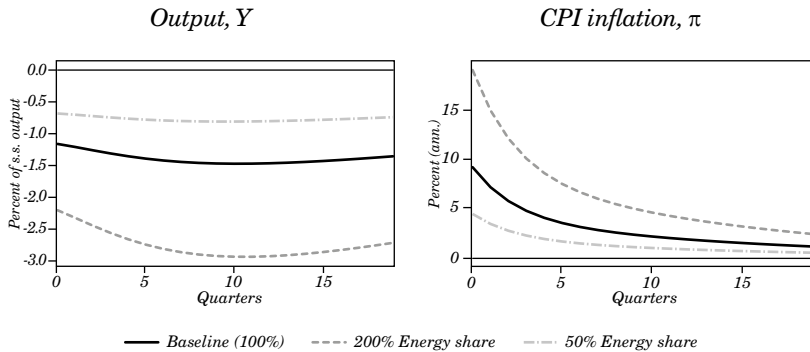 Output, Y
CPI inflation, π
Percent of s.s. output
0.0
-0.5
-1.0
-1.5
-2.0
-2.5
-3.0
0
5
10
15
Quarters
Percent (ann.)
15
10
5
0
0
5
10
15
Quarters
Baseline (100%)
200% Energy share
50% Energy share